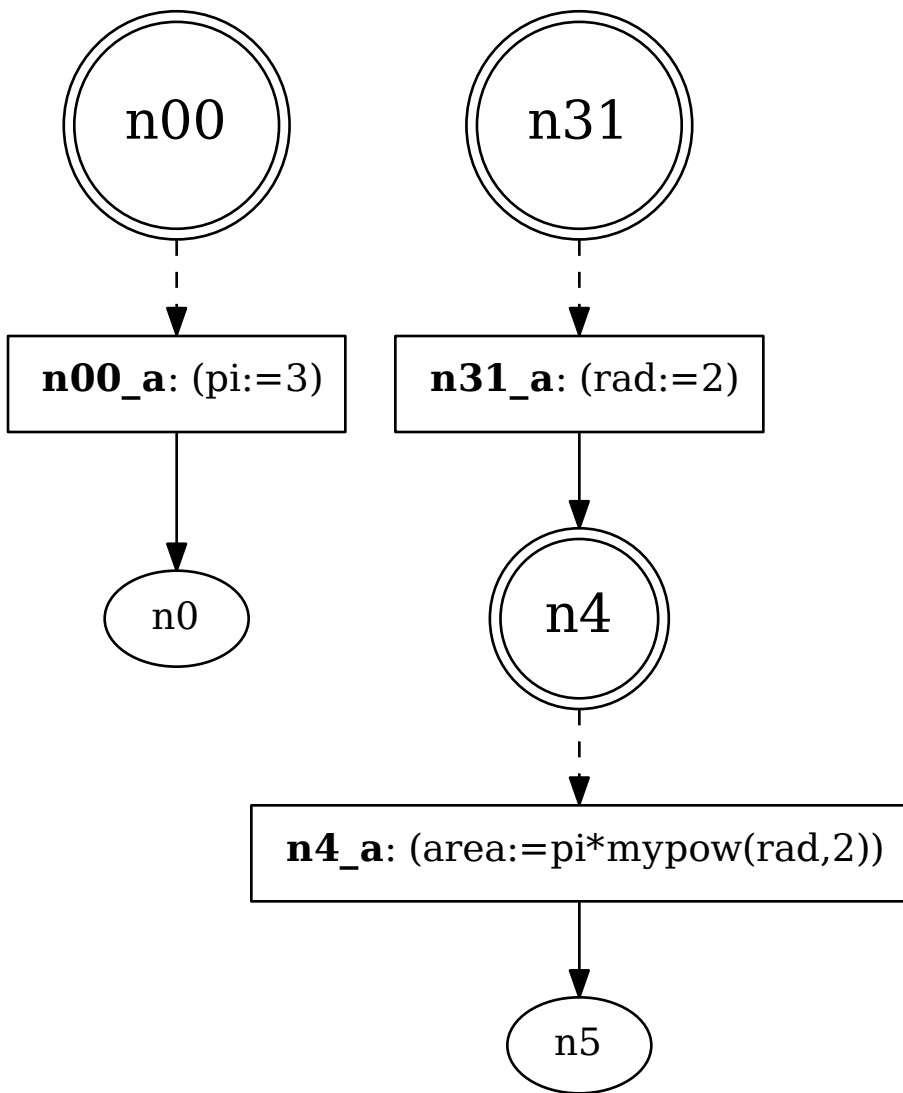 n00
n31
n00_a: (pi:=3)
n31_a: (rad:=2)
n0
n4
n4_a: (area:=pi*mypow(rad,2))
n5